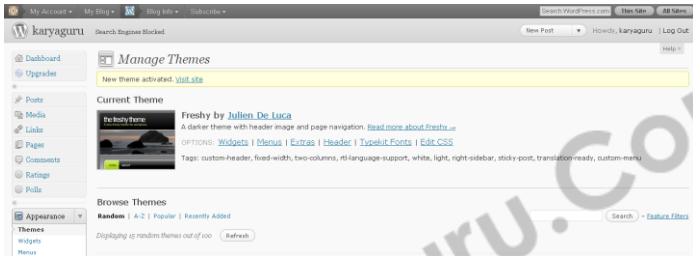 My Account ▾ My Blog ▾ Blog Info ▾ Subscribe ▾ Search WordPress.com This Site All Sites
karyaguru Search Engines Blocked New Post Howdy, karyaguru | Log Out
Help
Dashboard
Upgrades
Posts
Media
Links
Pages
Comments
Ratings
Polls
Appearance
Themes
Widgets
Menus
Manage Themes
New theme activated. Visit site
Current Theme
the freshy theme
Freshy by Julien De Luca
A darker theme with header image and page navigation. Read more about Freshy →
OPTIONS: Widgets | Menus | Extras | Header | Typekit Fonts | Edit CSS
Tags: custom-header, fixed-width, two-columns, rtl-language-support, white, light, right-sidebar, sticky-post, translation-ready, custom-menu
Browse Themes
Random | A-Z | Popular | Recently Added
Search Feature Filters
Displaying 15 random themes out of 100 Refresh
uru.Co